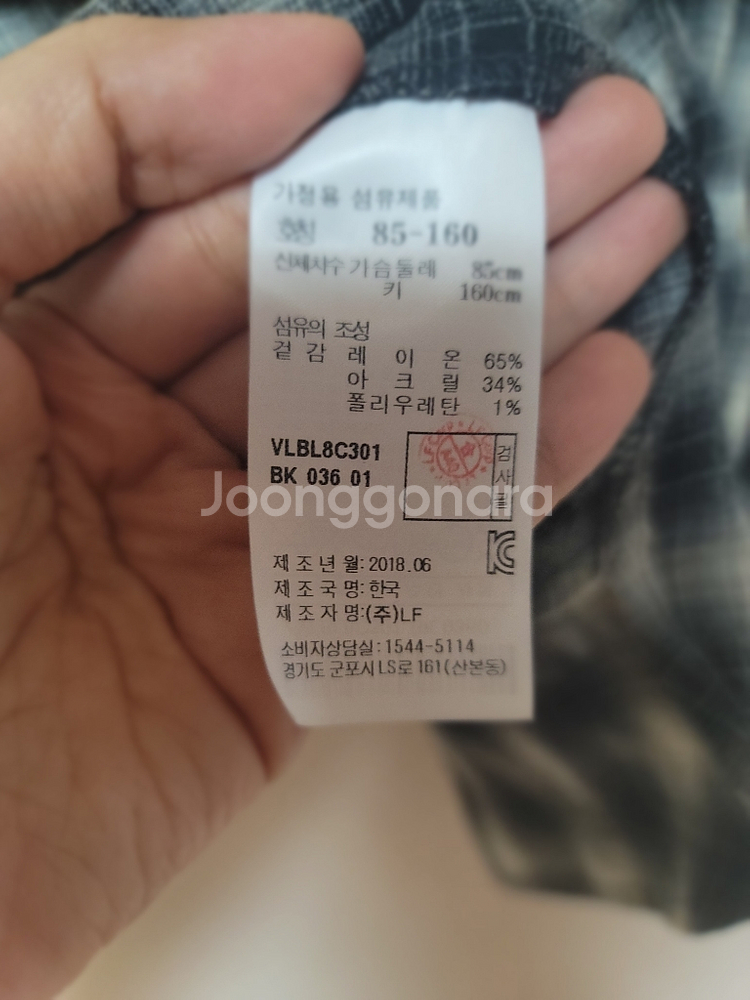 가정용 섬유제품
호칭 85-160
신체치수 가슴둘레 85cm
키 160cm
섬유의 조성
겉감 레이온 65%
아크릴 34%
폴리우레탄 1%
VLBL8C301
BK 036 01
검사필
Joonggonara
제조년월: 2018.06
제조국명: 한국
제조자명: (주)LF
소비자상담실: 1544-5114
경기도 군포시 LS로 161(산본동)